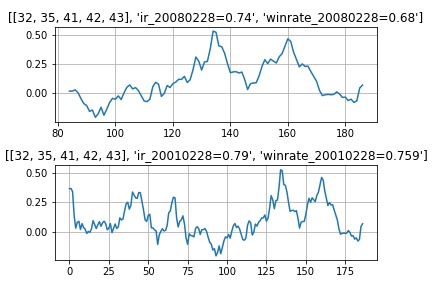 [[32, 35, 41, 42, 43], 'ir_20080228=0.74', 'winrate_20080228=0.68']
0.50
0.25
0.00
80 100 120 140 160 180
[[32, 35, 41, 42, 43], 'ir_20010228=0.79', 'winrate_20010228=0.759']
0.50
0.25
0.00
0 25 50 75 100 125 150 175